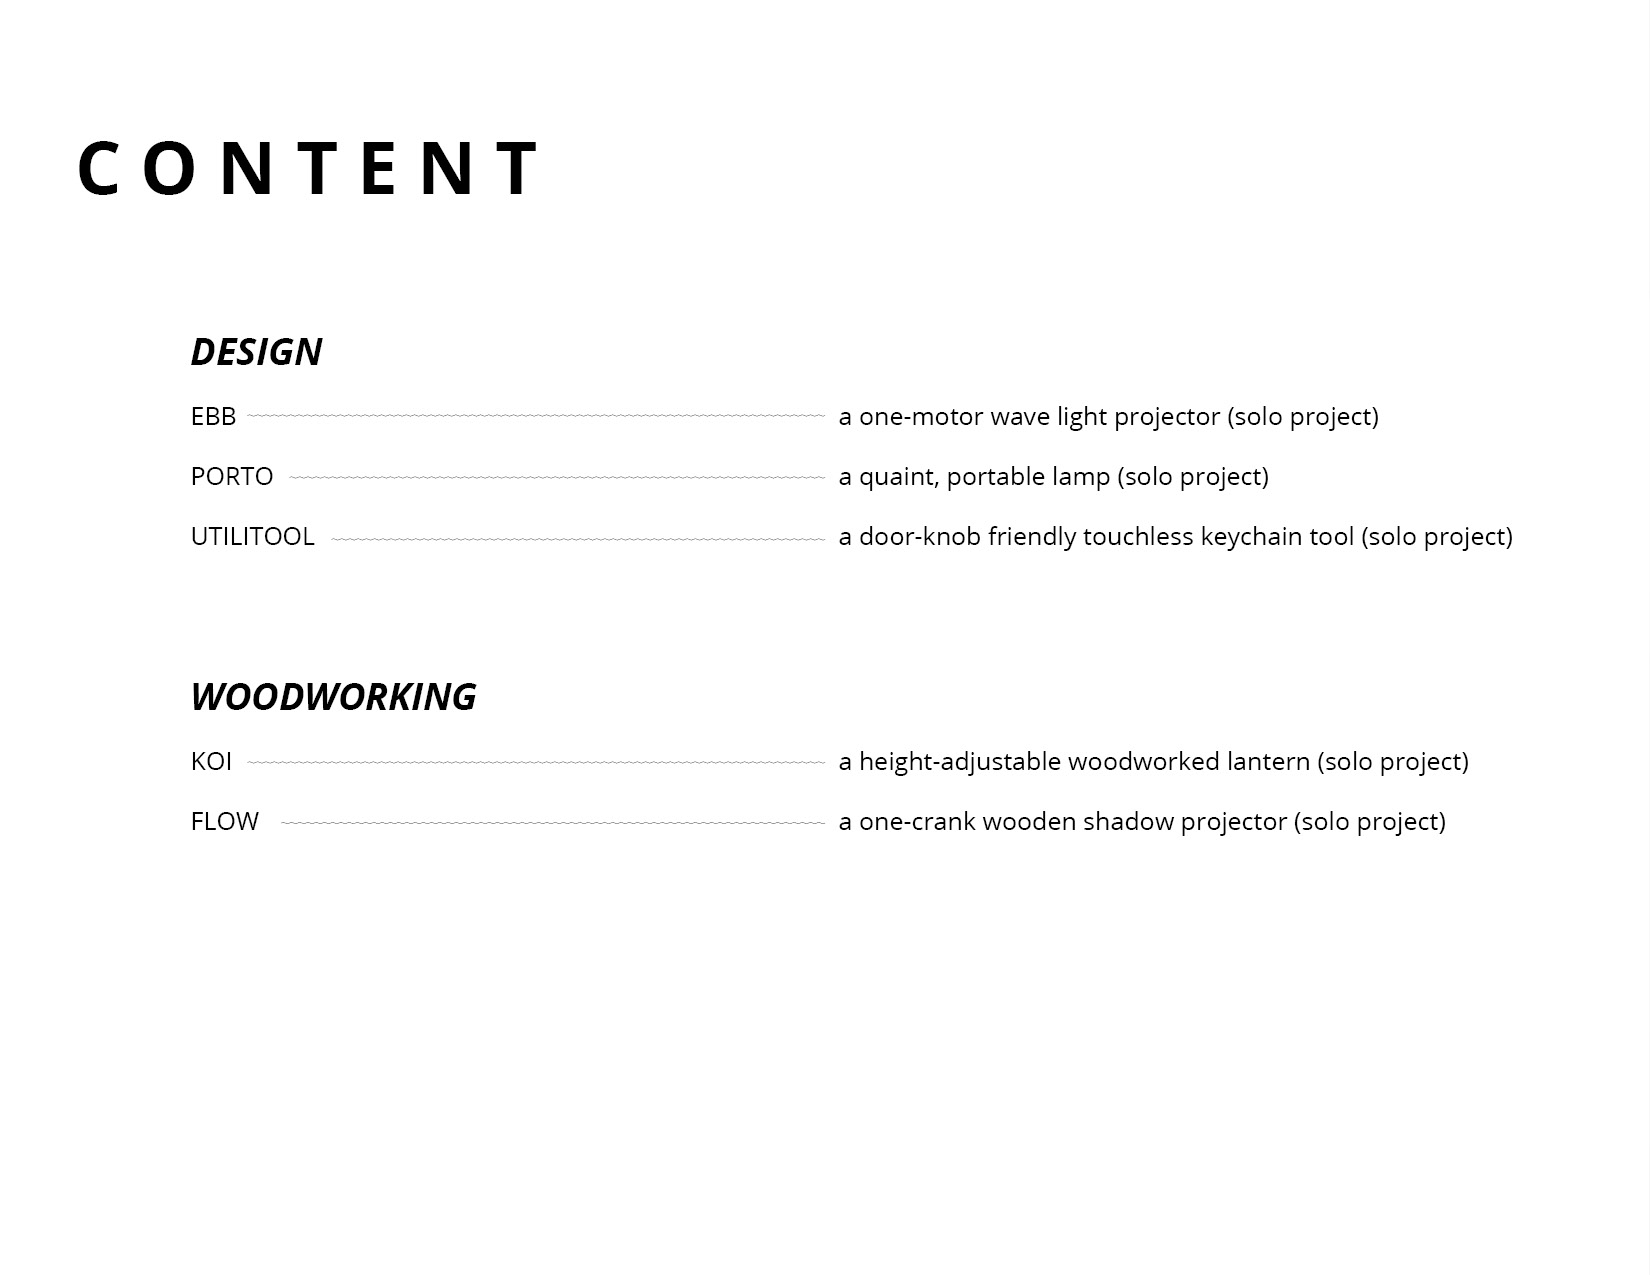 CONTENT
DESIGN
EBB a one-motor wave light projector (solo project)
PORTO a quaint, portable lamp (solo project)
UTILITOOL a door-knob friendly touchless keychain tool (solo project)
WOODWORKING
KOI a height-adjustable woodworked lantern (solo project)
FLOW a one-crank wooden shadow projector (solo project)